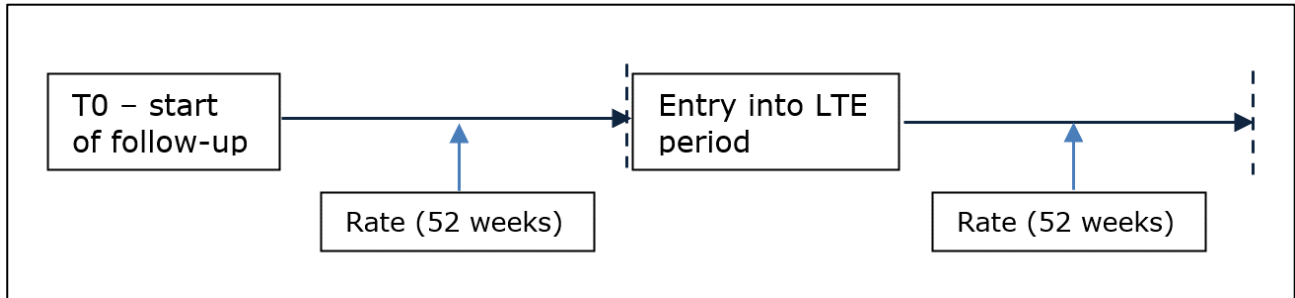 T0 – start
of follow-up
Entry into LTE
period
Rate (52 weeks)
Rate (52 weeks)